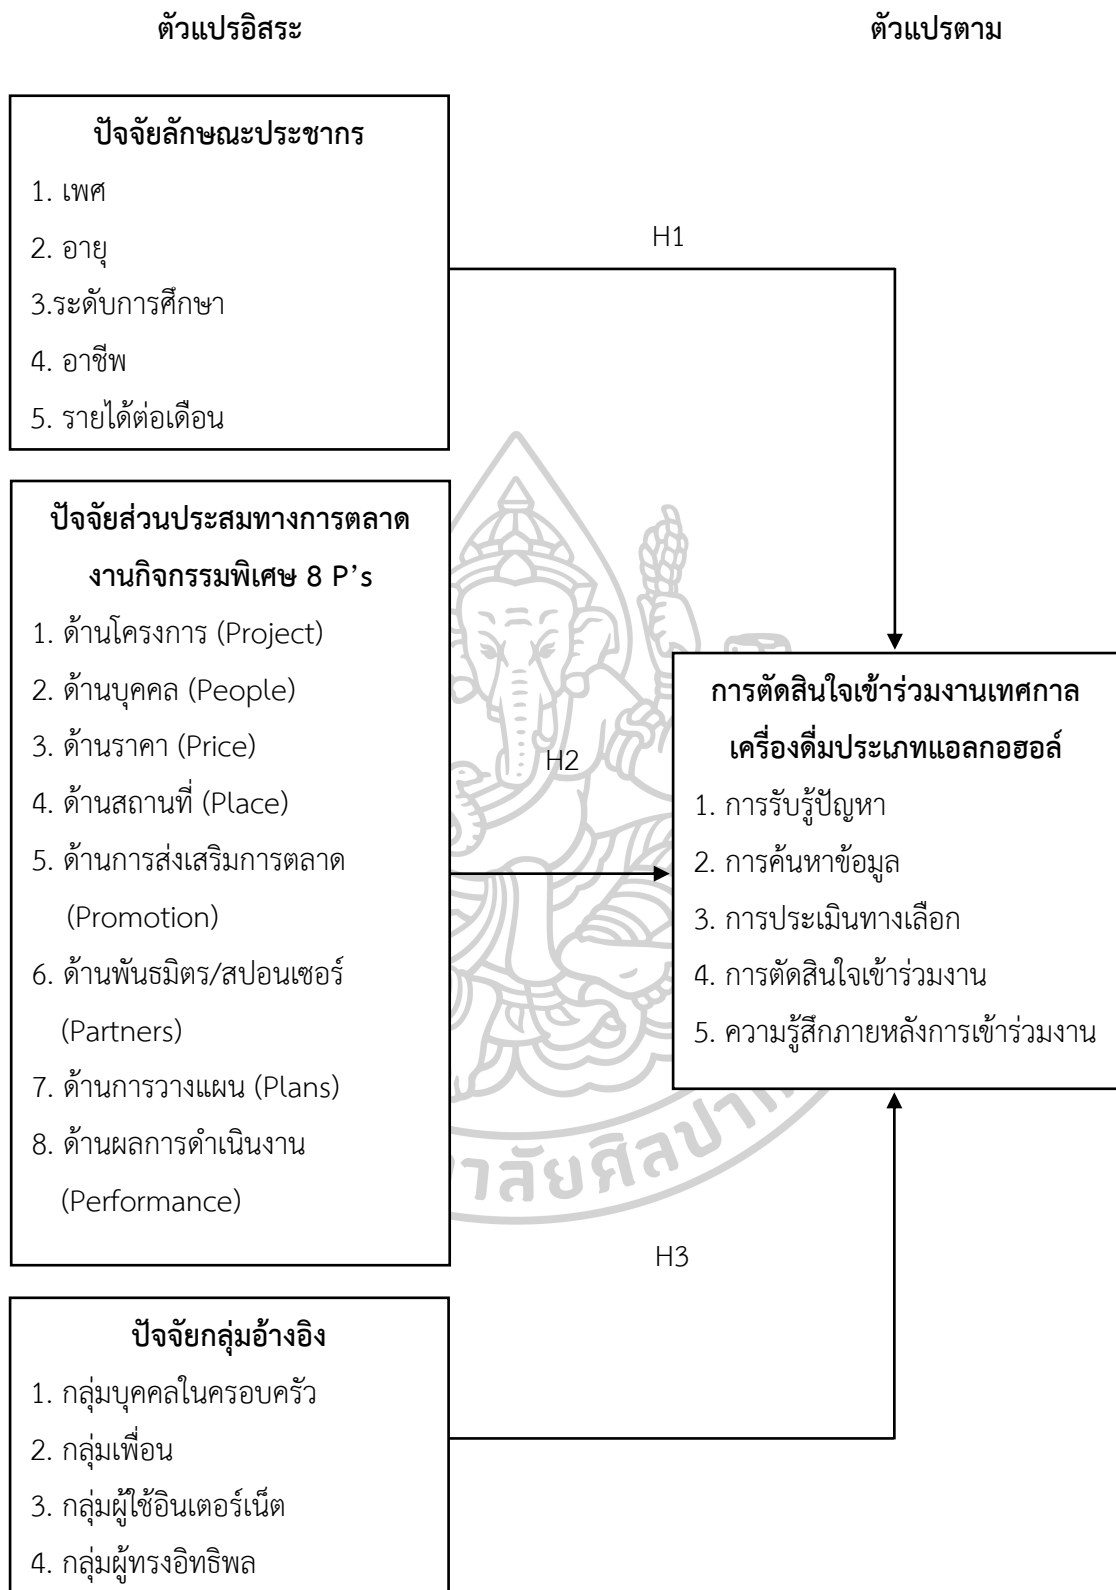 ตัวแปรอิสระ
ตัวแปรตาม
ปัจจัยลักษณะประชากร
1. เพศ
2. อายุ
3.ระดับการศึกษา
4. อาชีพ
5. รายได้ต่อเดือน
H1
ปัจจัยส่วนประสมทางการตลาด
งานกิจกรรมพิเศษ 8 P’s
1. ด้านโครงการ (Project)
2. ด้านบุคคล (People)
3. ด้านราคา (Price)
4. ด้านสถานที่ (Place)
5. ด้านการส่งเสริมการตลาด
(Promotion)
6. ด้านพันธมิตร/สปอนเซอร์
(Partners)
7. ด้านการวางแผน (Plans)
8. ด้านผลการดำเนินงาน
(Performance)
H2
การตัดสินใจเข้าร่วมงานเทศกาล
เครื่องดื่มประเภทแอลกอฮอล์
1. การรับรู้ปัญหา
2. การค้นหาข้อมูล
3. การประเมินทางเลือก
4. การตัดสินใจเข้าร่วมงาน
5. ความรู้สึกภายหลังการเข้าร่วมงาน
H3
ปัจจัยกลุ่มอ้างอิง
1. กลุ่มบุคคลในครอบครัว
2. กลุ่มเพื่อน
3. กลุ่มผู้ใช้อินเตอร์เน็ต
4. กลุ่มผู้ทรงอิทธิพล